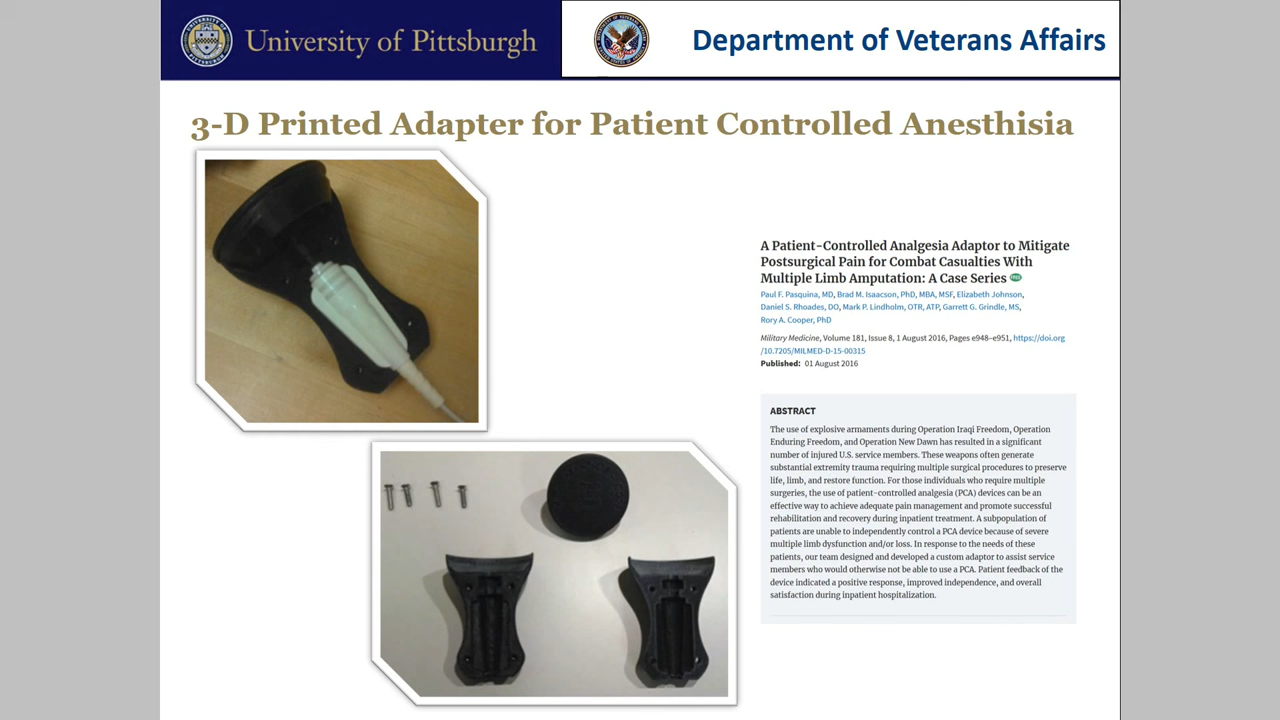 University of Pittsburgh
Department of Veterans Affairs
3-D Printed Adapter for Patient Controlled Anesthisia
A Patient-Controlled Analgesia Adaptor to Mitigate
Postsurgical Pain for Combat Casualties With
Multiple Limb Amputation: A Case Series FREE
Paul F. Pasquina, MD, Brad M. Isaacson, PhD, MBA, MSF, Elizabeth Johnson,
Daniel S. Rhoades, DO, Mark P. Lindholm, OTR, ATP, Garrett G. Grindle, MS,
Rory A. Cooper, PhD
Military Medicine, Volume 181, Issue 8, 1 August 2016, Pages e948–e951, https://doi.org
/10.7205/MILMED-D-15-00315
Published: 01 August 2016
ABSTRACT
The use of explosive armaments during Operation Iraqi Freedom, Operation
Enduring Freedom, and Operation New Dawn has resulted in a significant
number of injured U.S. service members. These weapons often generate
substantial extremity trauma requiring multiple surgical procedures to preserve
life, limb, and restore function. For those individuals who require multiple
surgeries, the use of patient-controlled analgesia (PCA) devices can be an
effective way to achieve adequate pain management and promote successful
rehabilitation and recovery during inpatient treatment. A subpopulation of
patients are unable to independently control a PCA device because of severe
multiple limb dysfunction and/or loss. In response to the needs of these
patients, our team designed and developed a custom adaptor to assist service
members who would otherwise not be able to use a PCA. Patient feedback of the
device indicated a positive response, improved independence, and overall
satisfaction during inpatient hospitalization.